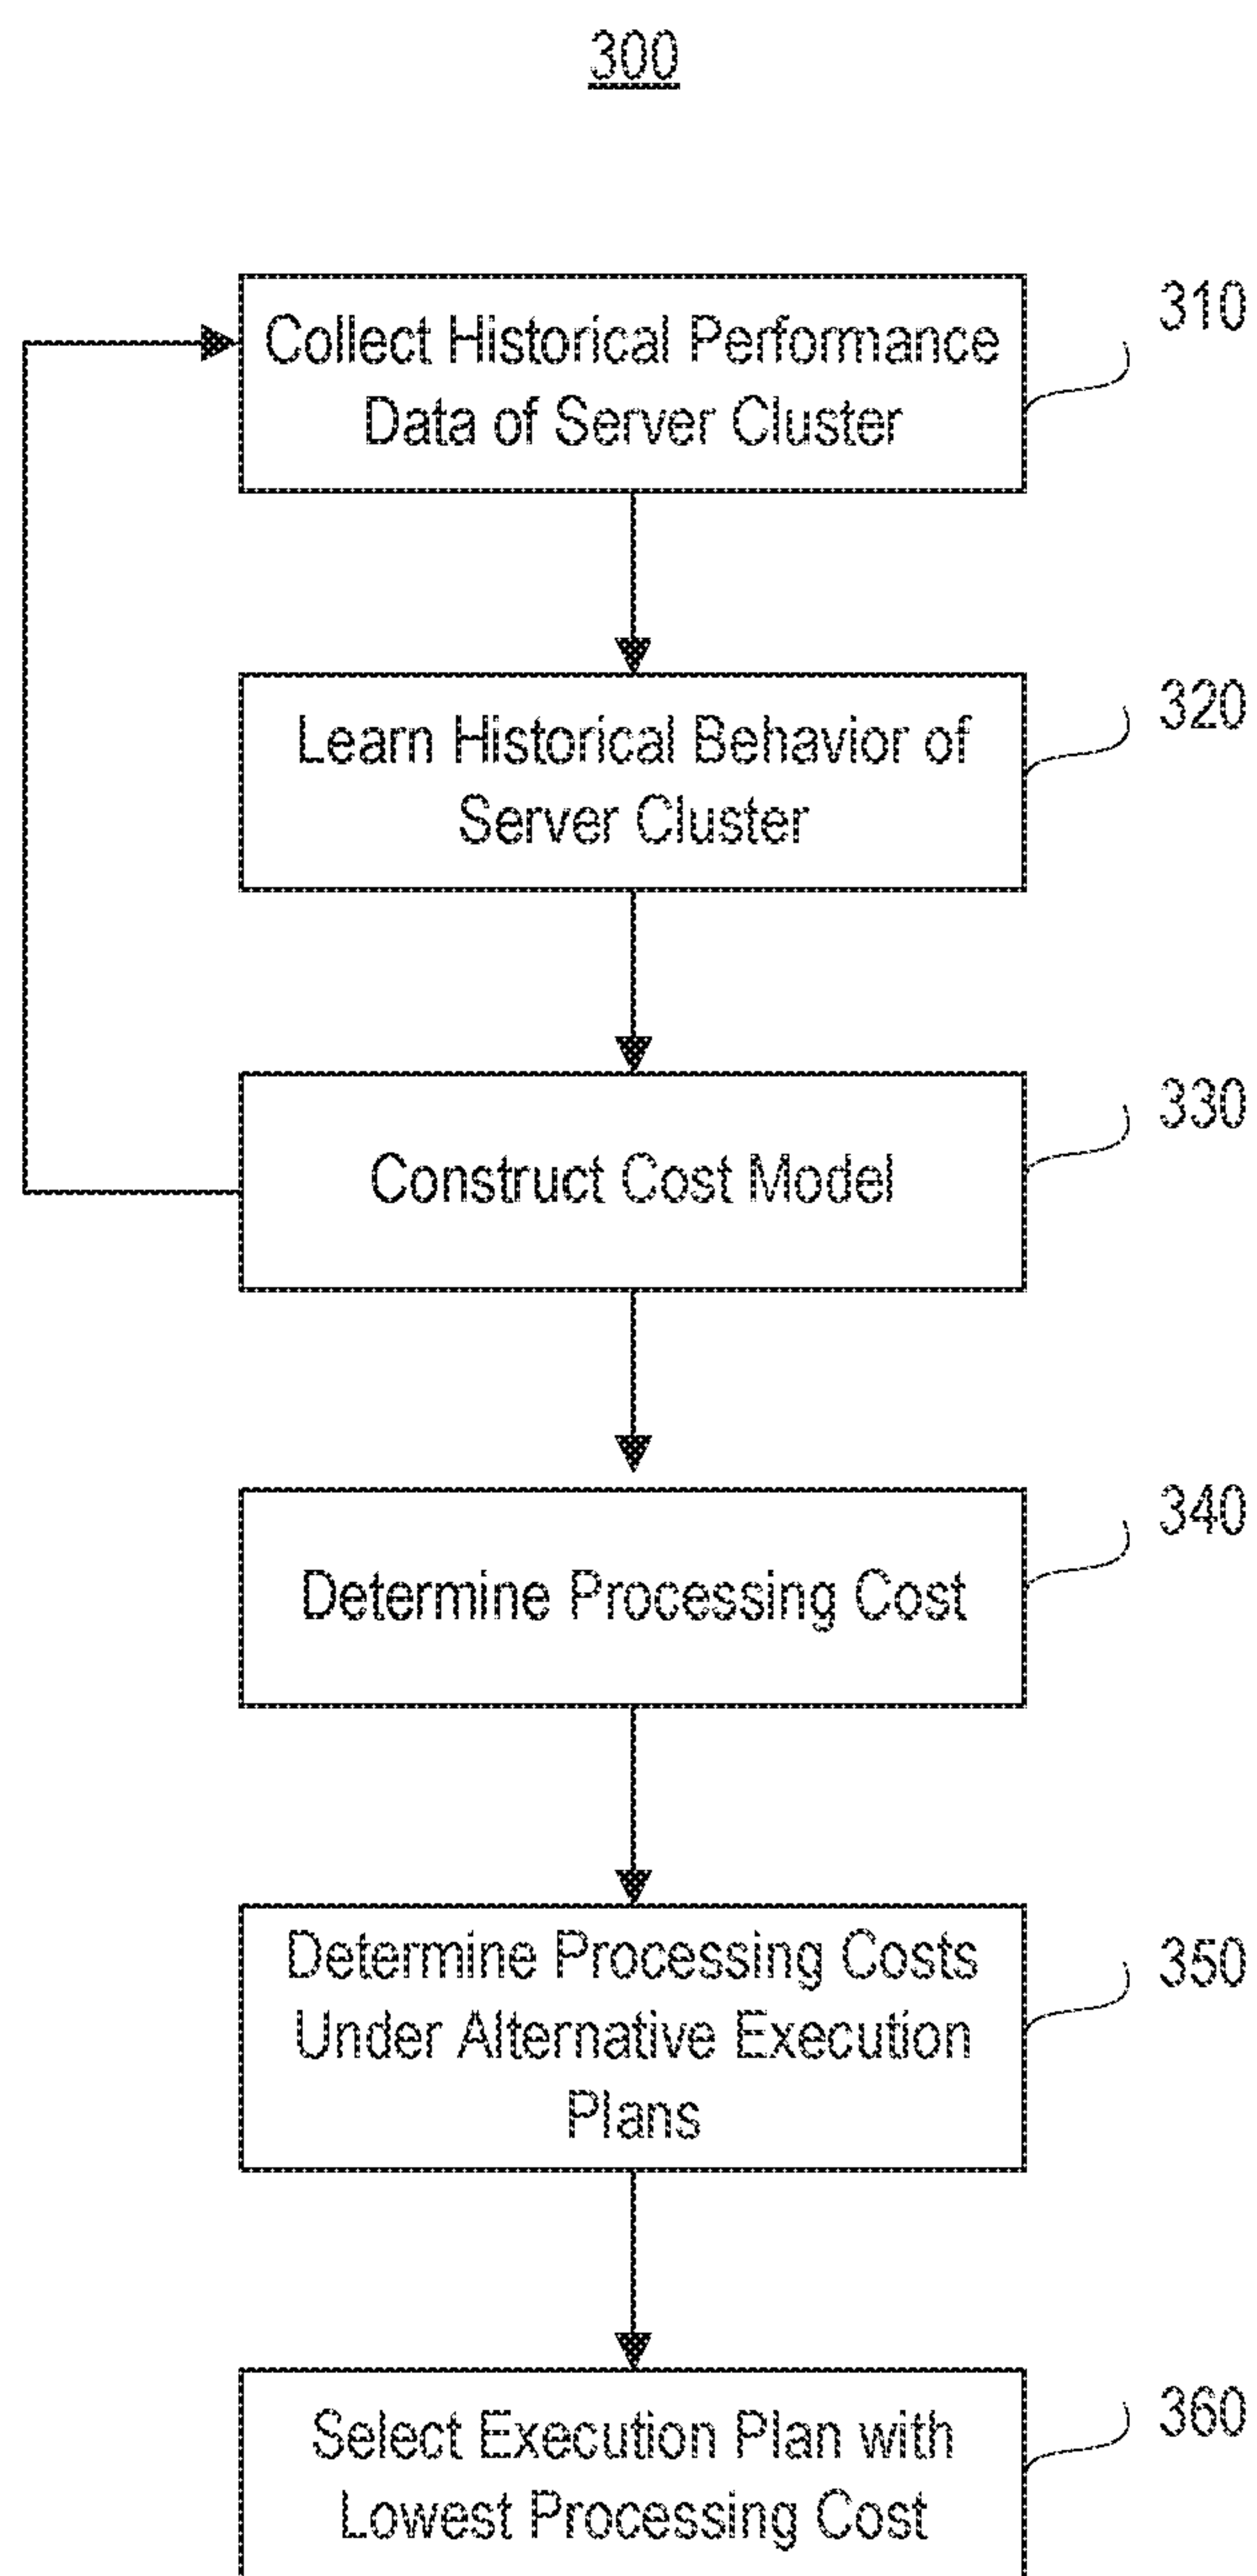 300
Collect Historical Performance
Data of Server Cluster
310
Learn Historical Behavior of
Server Cluster
320
Construct Cost Model
330
Determine Processing Cost
340
Determine Processing Costs
Under Alternative Execution
Plans
350
Select Execution Plan with
Lowest Processing Cost
360